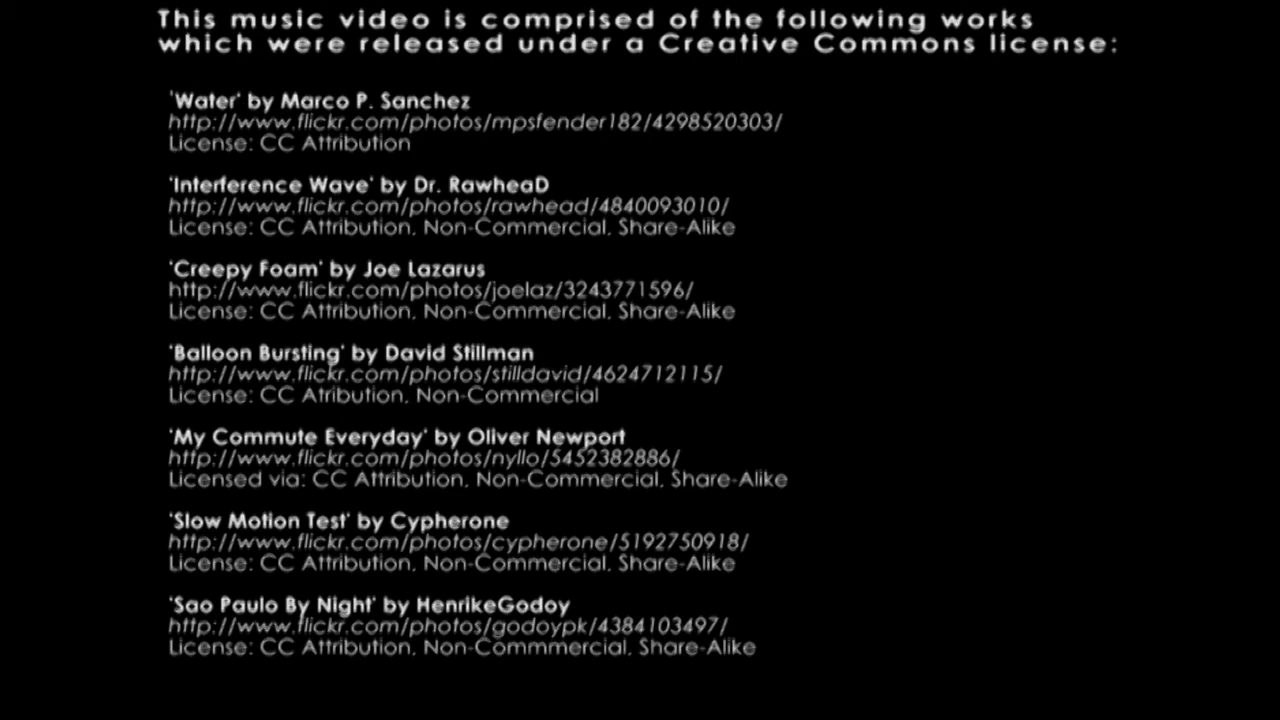 This music video is comprised of the following works
which were released under a Creative Commons license:
'Water' by Marco P. Sanchez
http://www.flickr.com/photos/mpsfender182/4298520303/
License: CC Attribution
'Interference Wave' by Dr. RawheaD
http://www.flickr.com/photos/rawhead/4840093010/
License: CC Attribution, Non-Commercial, Share-Alike
'Creepy Foam' by Joe Lazarus
http://www.flickr.com/photos/joelaz/3243771596/
License: CC Attribution, Non-Commercial, Share-Alike
'Balloon Bursting' by David Stillman
http://www.flickr.com/photos/stilldavid/4624712115/
License: CC Atribution, Non-Commercial
'My Commute Everyday' by Oliver Newport
http://www.flickr.com/photos/nyllo/5452382886/
Licensed via: CC Attribution, Non-Commercial, Share-Alike
'Slow Motion Test' by Cypherone
http://www.flickr.com/photos/cypherone/5192750918/
License: CC Attribution, Non-Commercial, Share-Alike
'Sao Paulo By Night' by HenrikeGodoy
http://www.flickr.com/photos/godoypk/4384103497/
License: CC Attribution, Non-Commmercial, Share-Alike